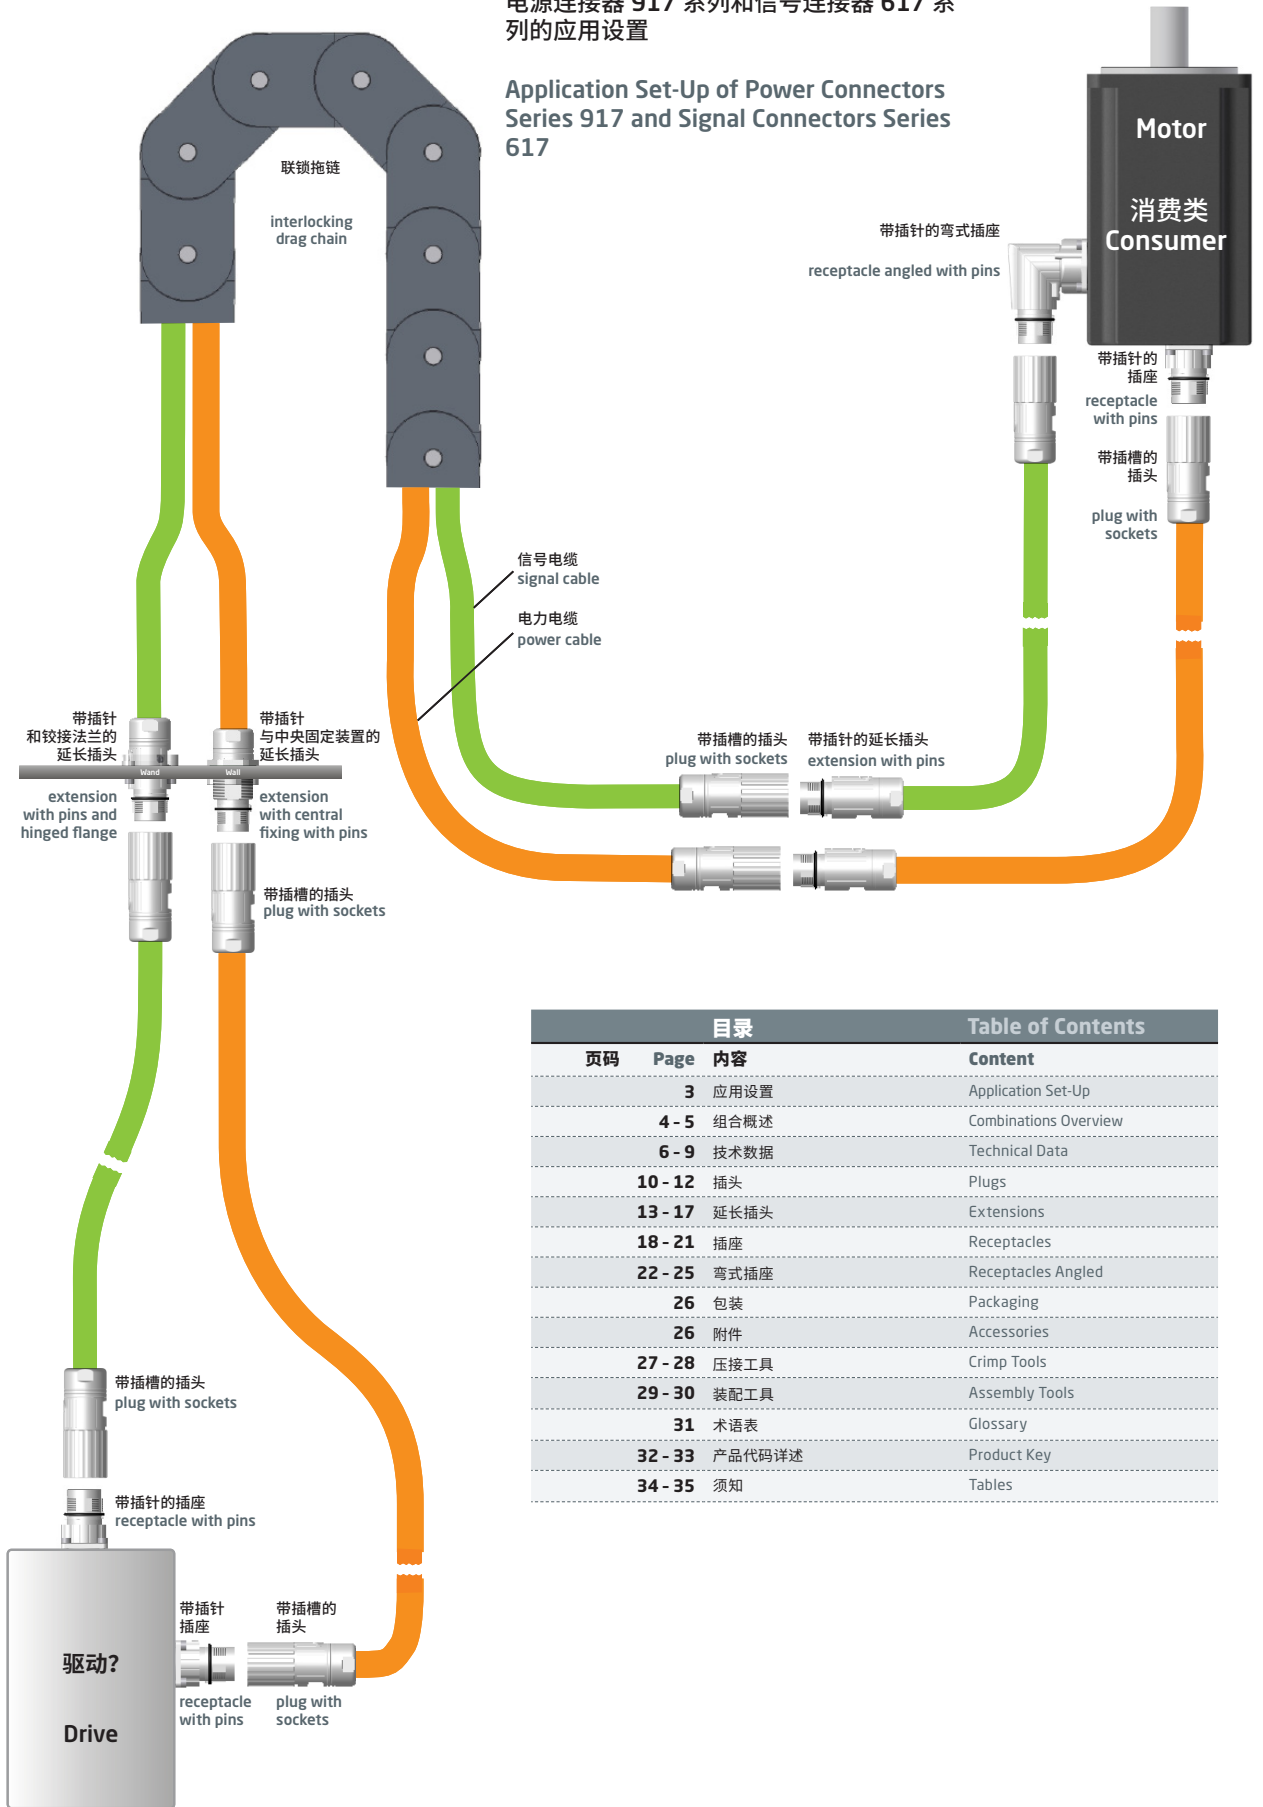 电源连接器 917 系列和信号连接器 617 系
列的应用设置
Application Set-Up of Power Connectors
Series 917 and Signal Connectors Series
617
Motor
消费类
Consumer
联锁拖链
interlocking
drag chain
带插针的弯式插座
receptacle angled with pins
带插针的
插座
receptacle
with pins
带插槽的
插头
plug with
sockets
信号电缆
signal cable
电力电缆
power cable
带插针
和铰接法兰的
延长插头
Wand
extension
with pins and
hinged flange
带插针
与中央固定装置的
延长插头
Wall
extension
with central
fixing with pins
带插槽的插头
plug with sockets
带插针的延长插头
extension with pins
带插槽的插头
plug with sockets
目录 Table of Contents
页码 Page 内容 Content
3 应用设置 Application Set-Up
4 – 5 组合概述 Combinations Overview
6 – 9 技术数据 Technical Data
10 – 12 插头 Plugs
13 – 17 延长插头 Extensions
18 – 21 插座 Receptacles
22 – 25 弯式插座 Receptacles Angled
26 包装 Packaging
26 附件 Accessories
27 – 28 压接工具 Crimp Tools
29 – 30 装配工具 Assembly Tools
31 术语表 Glossary
32 – 33 产品代码详述 Product Key
34 – 35 须知 Tables
带插槽的插头
plug with sockets
带插针的插座
receptacle with pins
带插针
插座
receptacle
with pins
带插槽的
插头
plug with
sockets
驱动?
Drive